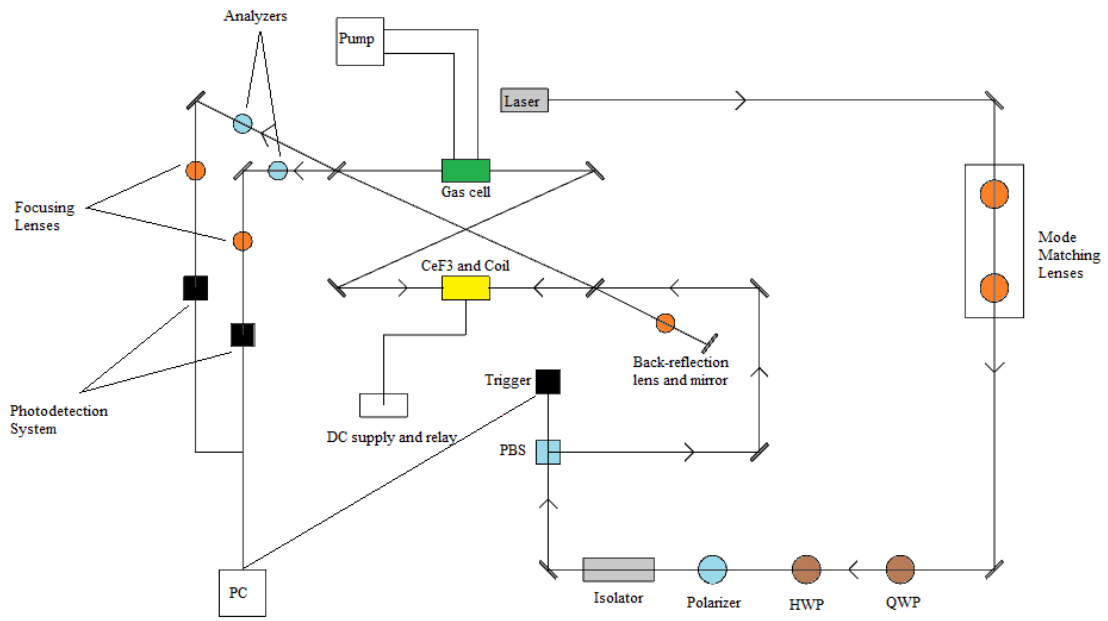 Analyzers
Pump
Laser
Gas cell
Focusing
Lenses
Mode
Matching
Lenses
CeF3 and Coil
Back-reflection
lens and mirror
Trigger
Photodetection
System
DC supply and relay
PBS
PC
Isolator
Polarizer
HWP
QWP